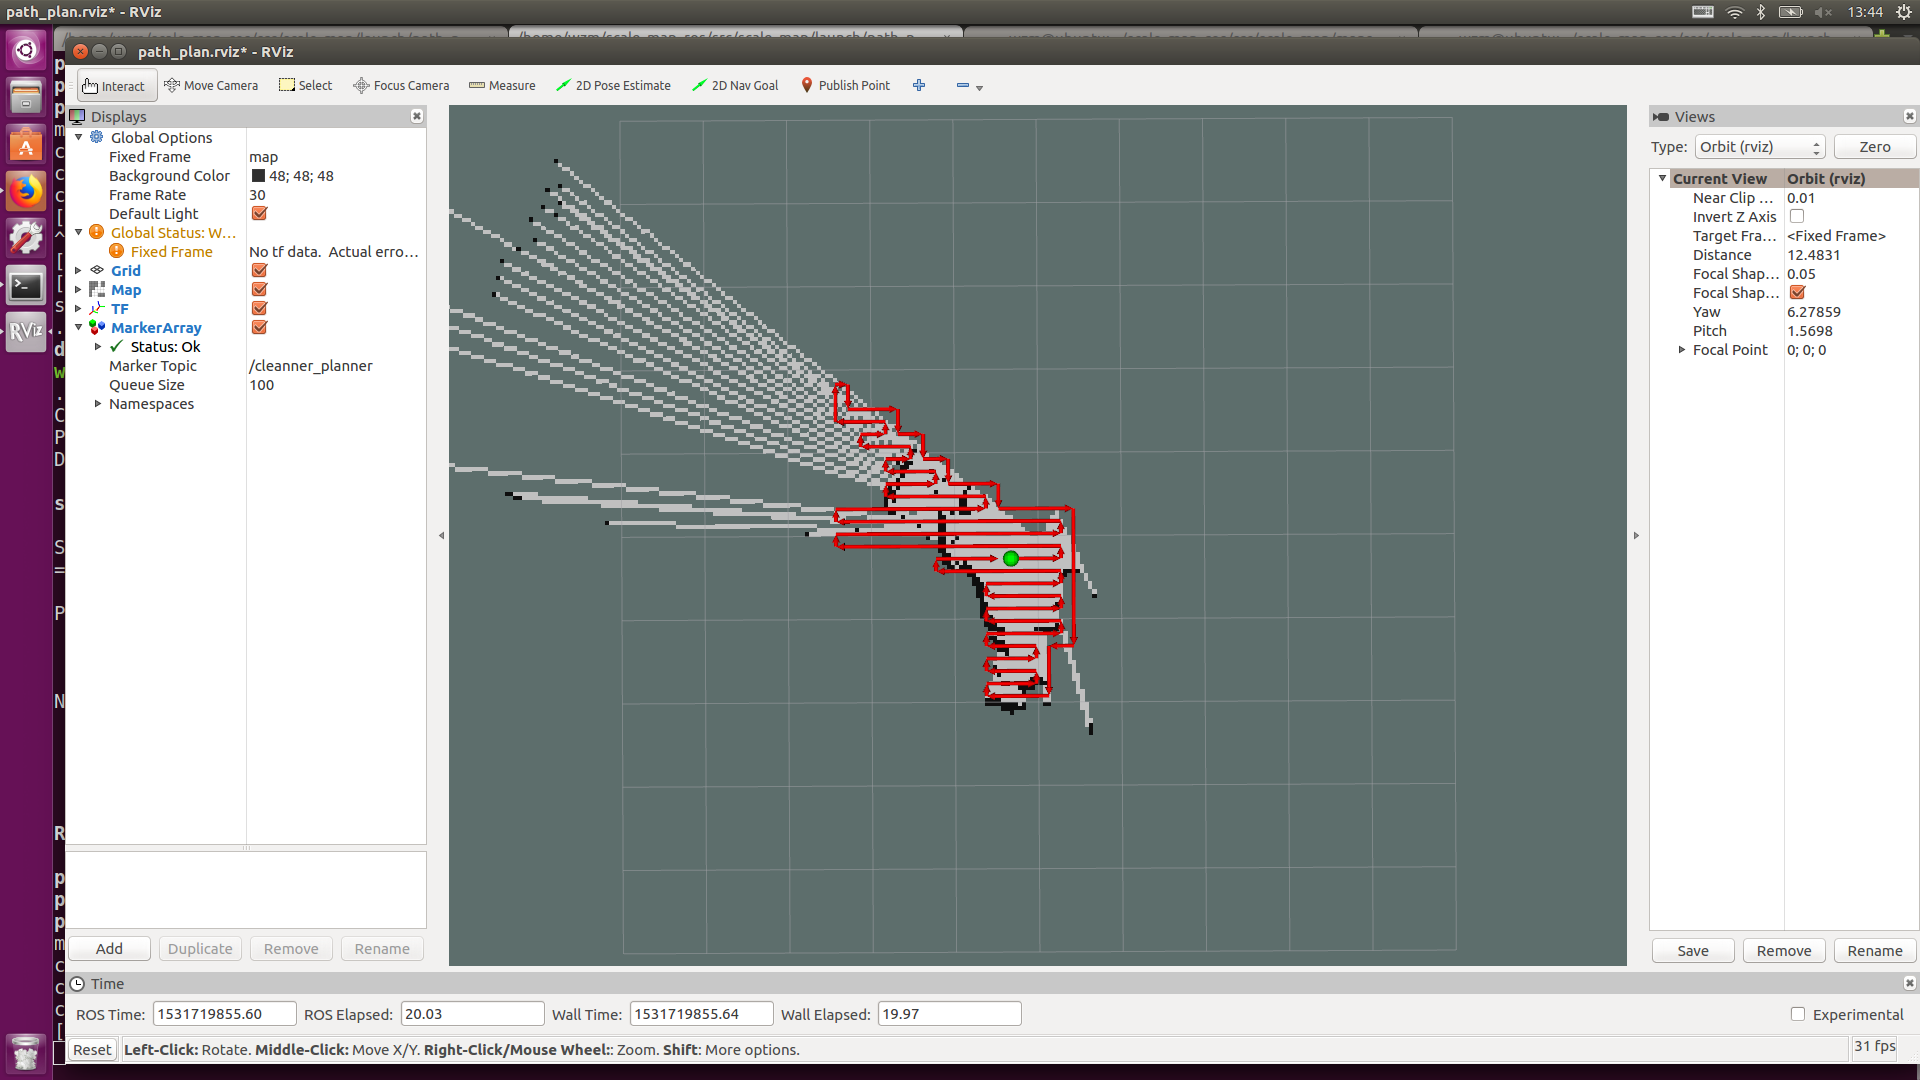 path_plan.rviz* - RViz
13:44
path_plan.rviz* - RViz
Interact
Move Camera
Select
Focus Camera
Measure
2D Pose Estimate
2D Nav Goal
Publish Point
Displays
Global Options
Fixed Frame map
Background Color 48; 48; 48
Frame Rate 30
Default Light
Global Status: W...
Fixed Frame No tf data. Actual erro...
Grid
Map
TF
MarkerArray
Status: Ok
Marker Topic /cleanner_planner
Queue Size 100
Namespaces
Add
Duplicate
Remove
Rename
Views
Type: Orbit (rviz) Zero
Current View Orbit (rviz)
Near Clip ... 0.01
Invert Z Axis
Target Fra... <Fixed Frame>
Distance 12.4831
Focal Shap... 0.05
Focal Shap...
Yaw 6.27859
Pitch 1.5698
Focal Point 0; 0; 0
Save
Remove
Rename
Time
ROS Time: 1531719855.60 ROS Elapsed: 20.03 Wall Time: 1531719855.64 Wall Elapsed: 19.97 Experimental
Reset
Left-Click: Rotate. Middle-Click: Move X/Y. Right-Click/Mouse Wheel:: Zoom. Shift: More options.
31 fps
RViz